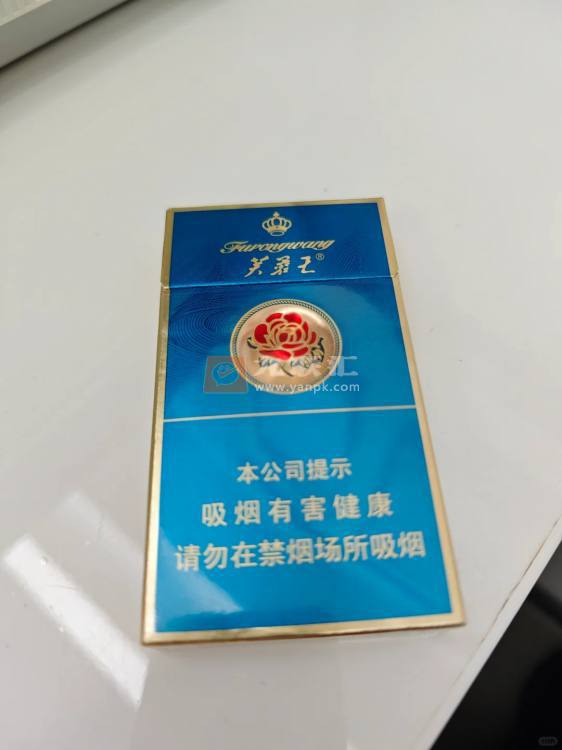 Furongwang
芙蓉王®
www.yanpk.com
本公司提示
吸烟有害健康
请勿在禁烟场所吸烟